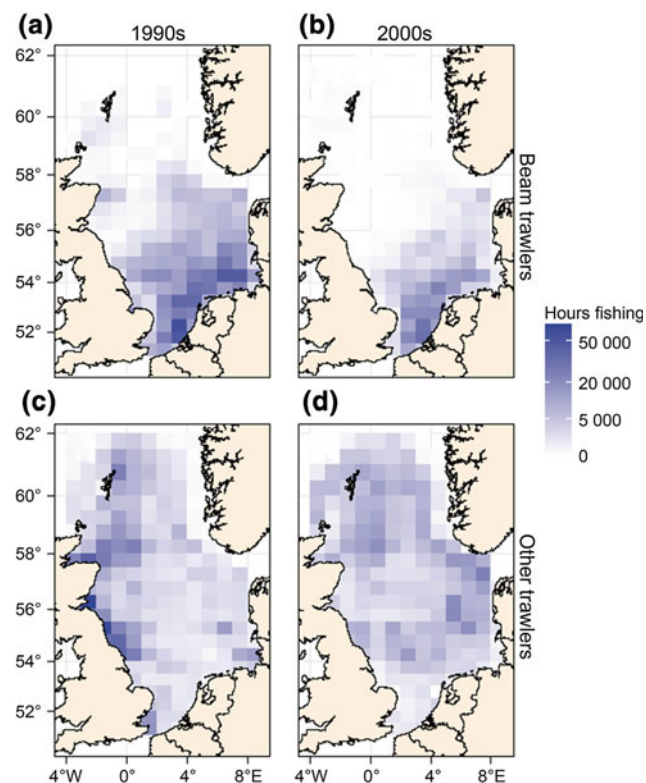 (a) 1990s
(b) 2000s
62°
60°
58°
56°
54°
52°
Beam trawlers
Hours fishing
50 000
20 000
5 000
0
(c)
(d)
62°
60°
58°
56°
54°
52°
Other trawlers
4°W 0° 4° 8°E
4°W 0° 4° 8°E